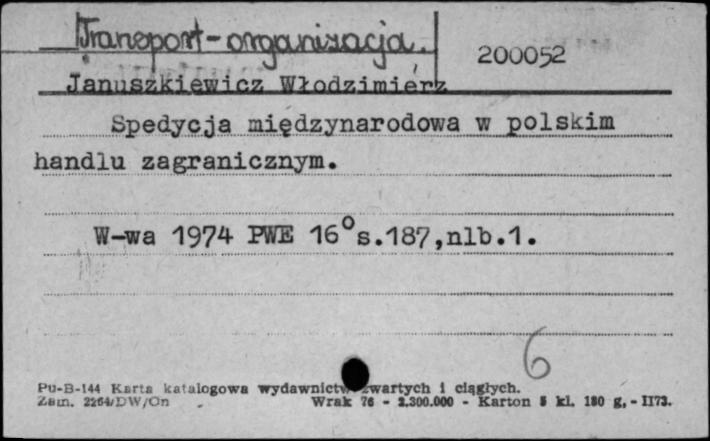 Transport-organizacja.
200052
Januszkiewicz Włodzimierz
Spedycja międzynarodowa w polskim
handlu zagranicznym.
W-wa 1974 PWE 16° s.187,nlb.1.
6
Pu-B-144 Karta katalogowa wydawnictw zwartych i ciągłych.
Zam. 2264/DW/On Wrak 76 - 2.300.000 - Karton 5 kl. 180 g. - II73.